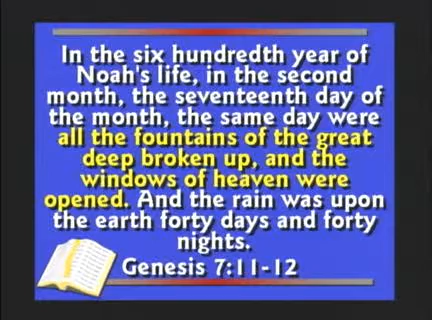 In the six hundredth year of
Noah's life, in the second
month, the seventeenth day of
the month, the same day were
all the fountains of the great
deep broken up, and the
windows of heaven were
opened. And the rain was upon
the earth forty days and forty
nights.
Genesis 7:11-12